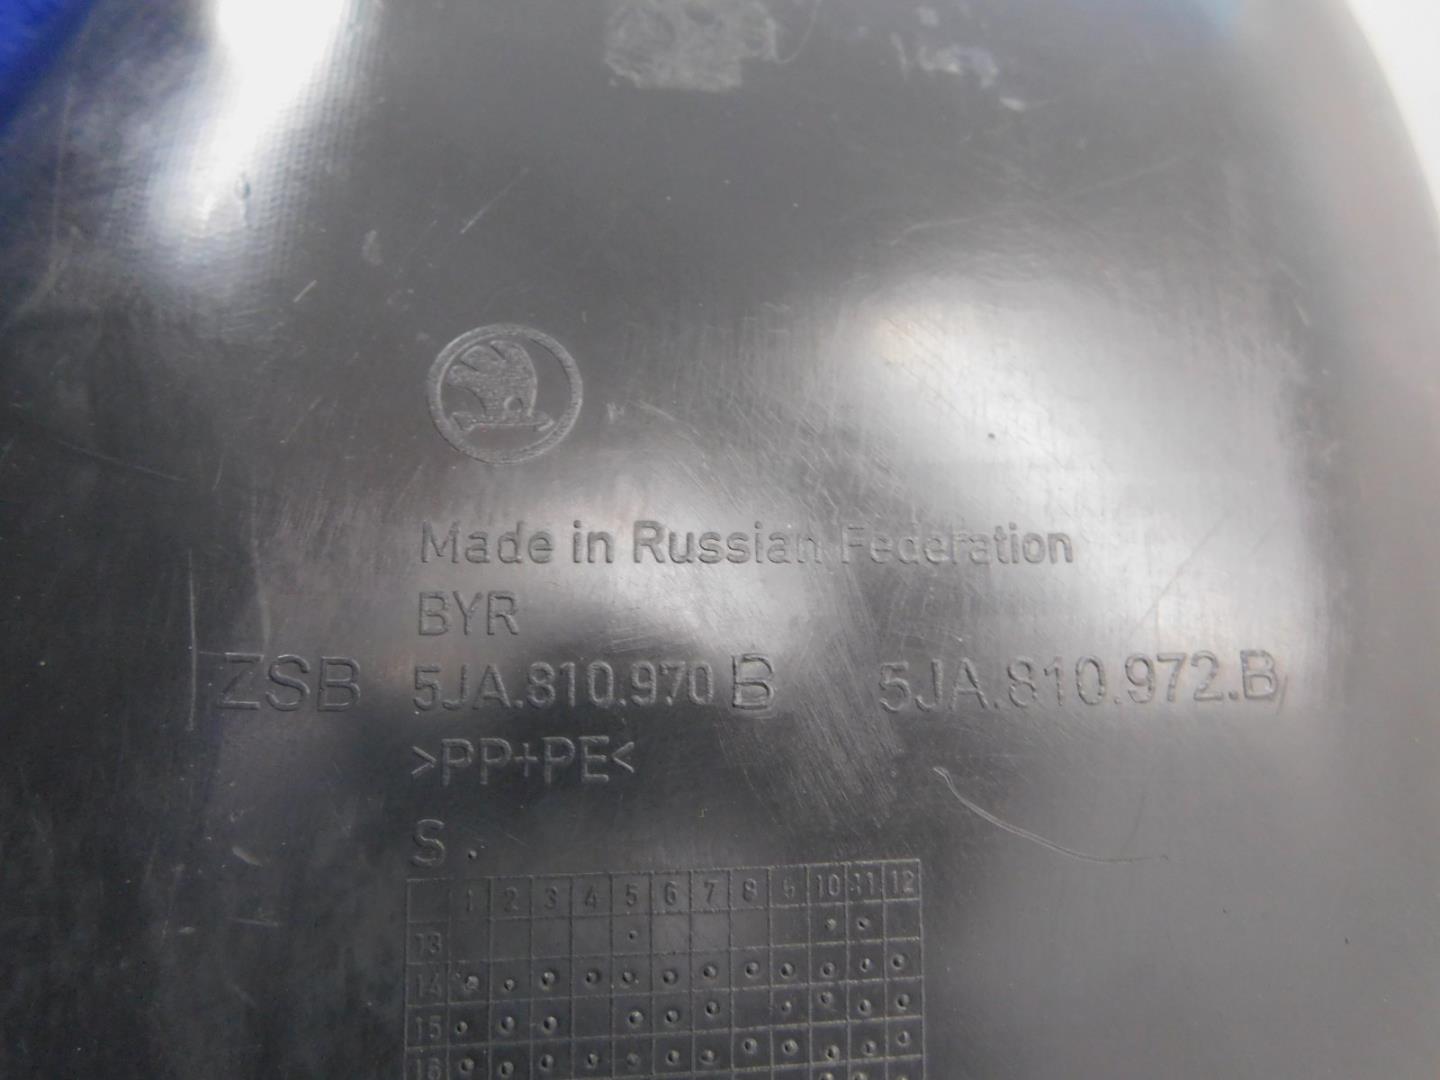 Made in Russian Federation
BYR
ZSB 5JA.810.970 B 5JA.810.972.B
>PP+PE<
S.
1 2 3 4 5 6 7 8 9 10 11 12
13
14
15
16